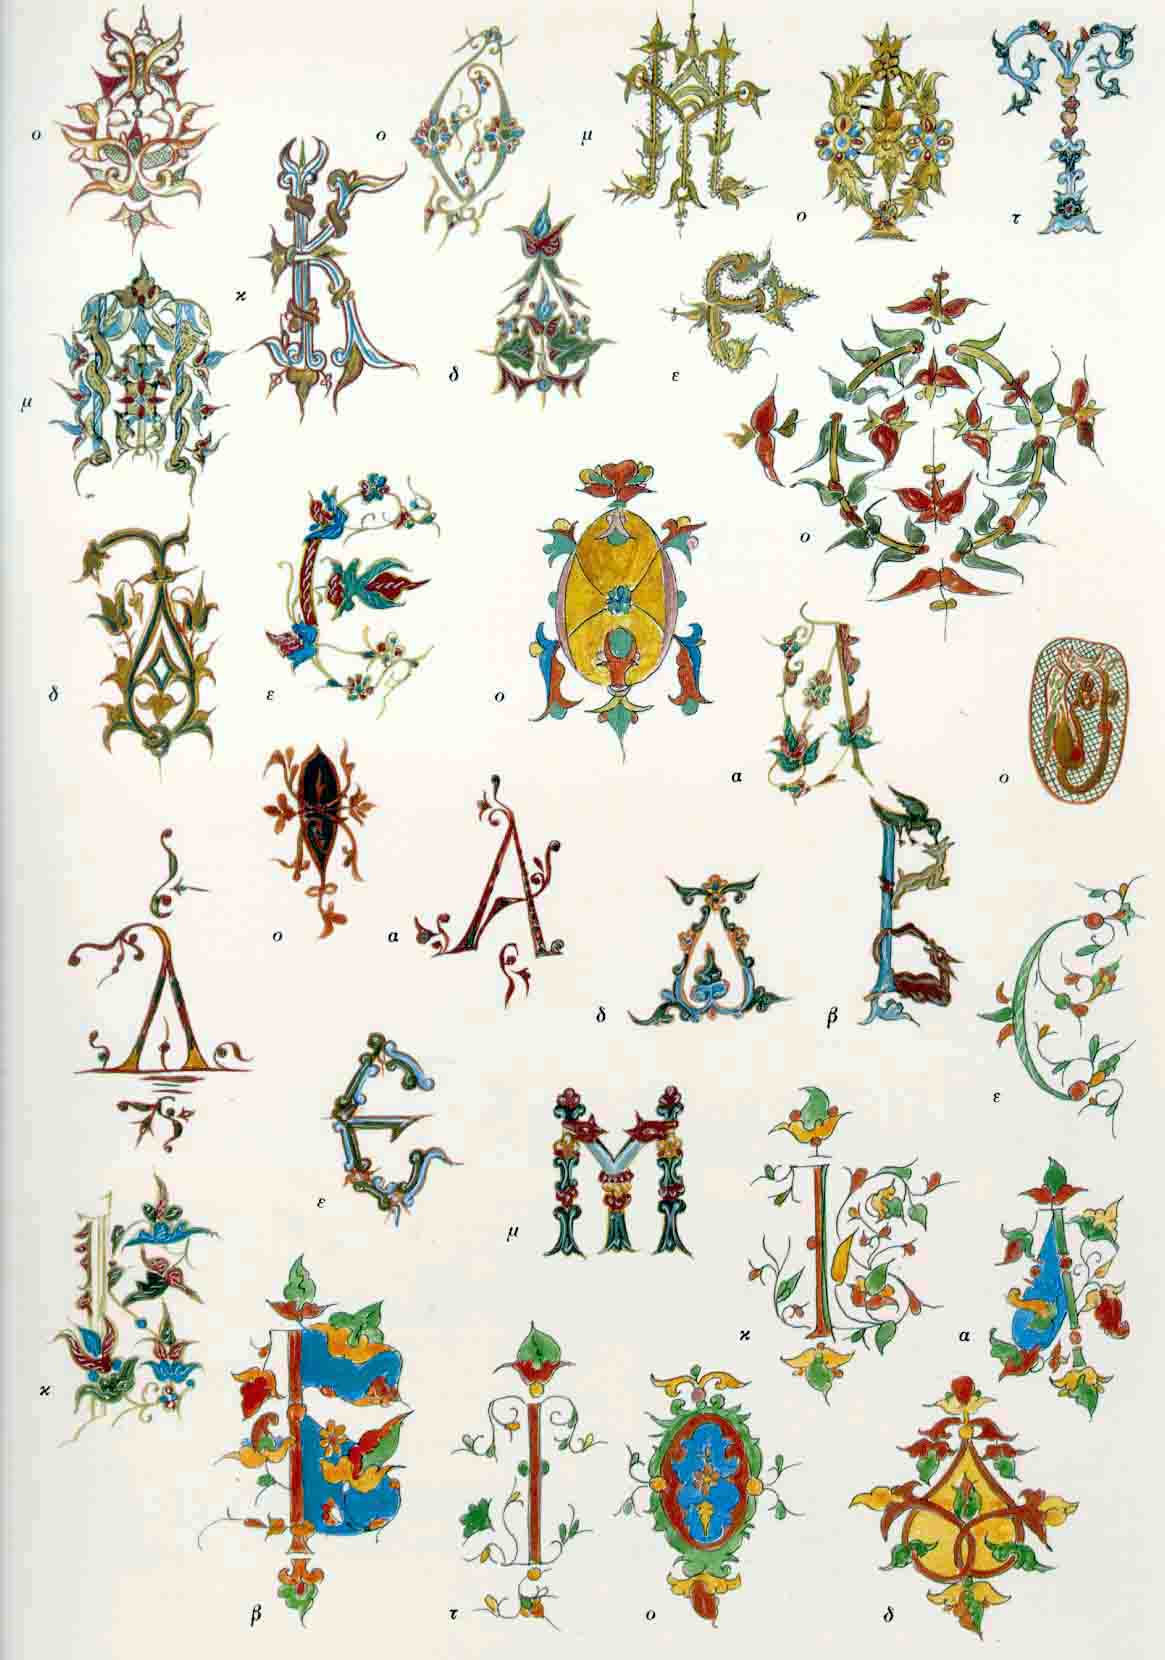 ο ο μ
ο τ
ϰ
δ ε
μ
ο
δ ε ο
α ο
ο α
δ β
ε
ε
μ
ϰ α
ϰ
β τ ο δ